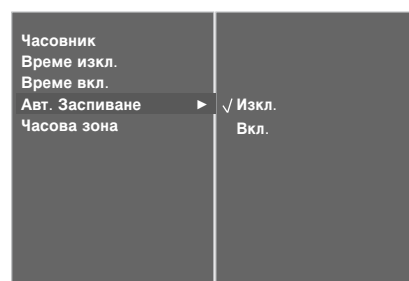 Часовник
Време изкл.
Време вкл.
Авт. Заспиване ► √ Изкл.
Вкл.
Часова зона